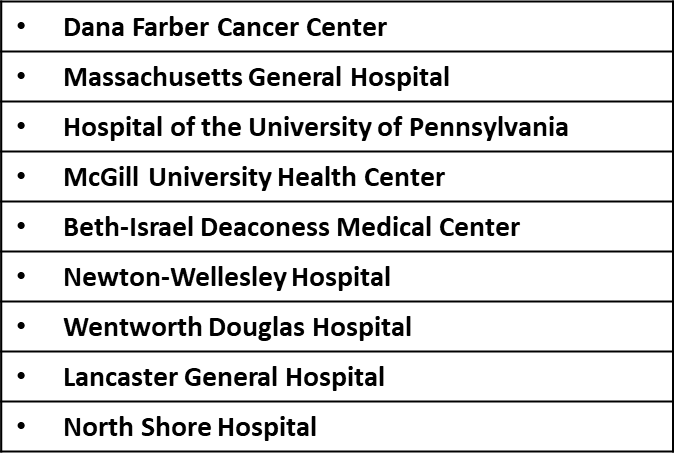 • Dana Farber Cancer Center
• Massachusetts General Hospital
• Hospital of the University of Pennsylvania
• McGill University Health Center
• Beth-Israel Deaconess Medical Center
• Newton-Wellesley Hospital
• Wentworth Douglas Hospital
• Lancaster General Hospital
• North Shore Hospital